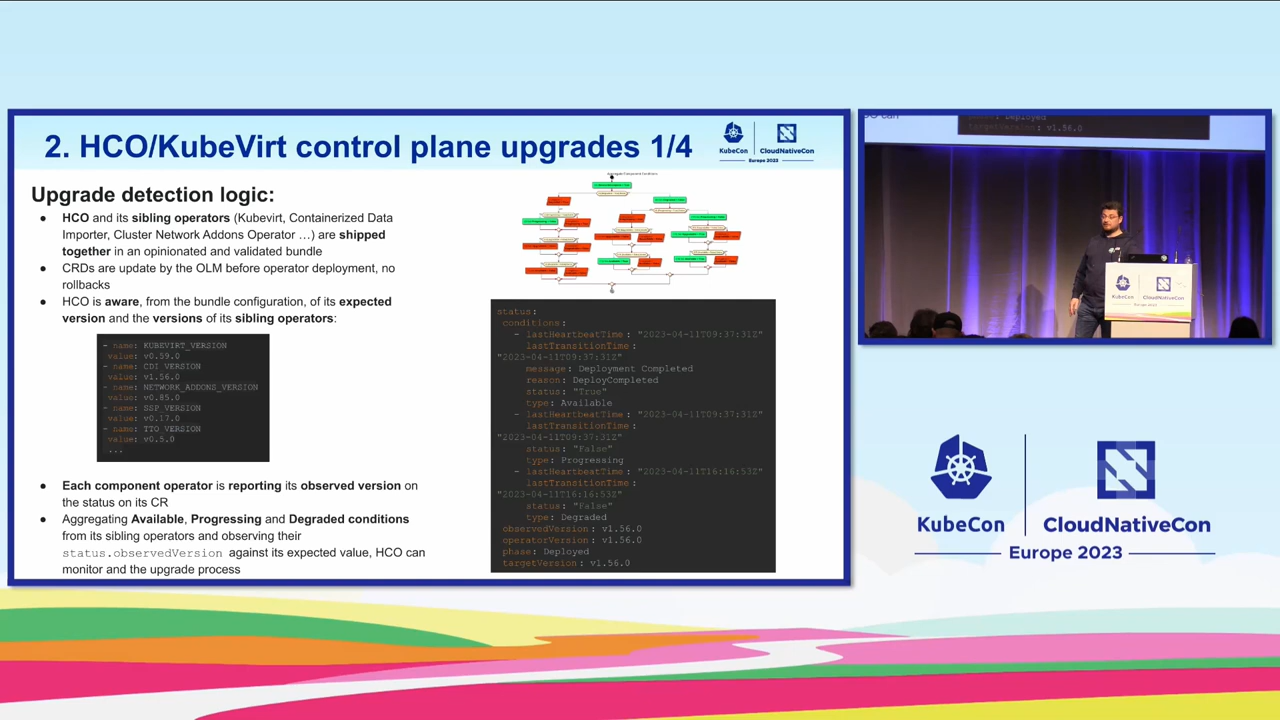 2. HCO/KubeVirt control plane upgrades 1/4
KubeCon
CloudNativeCon
Europe 2023
Upgrade detection logic:
● HCO and its sibling operators (Kubevirt, Containerized Data
Importer, Cluster Network Addons Operator ...) are shipped
together in an opinionated and validated bundle
● CRDs are update by the OLM before operator deployment, no
rollbacks
● HCO is aware, from the bundle configuration, of its expected
version and the versions of its sibling operators:
- name: KUBEVIRT_VERSION
value: v0.59.0
- name: CDI_VERSION
value: v1.56.0
- name: NETWORK_ADDONS_VERSION
value: v0.85.0
- name: SSP_VERSION
value: v0.17.0
- name: TTO_VERSION
value: v0.5.0
...
● Each component operator is reporting its observed version on
the status on its CR
● Aggregating Available, Progressing and Degraded conditions
from its sibling operators and observing their
status.observedVersion against its expected value, HCO can
monitor and the upgrade process
status:
conditions:
- lastHeartbeatTime: "2023-04-11T09:37:31Z"
lastTransitionTime:
"2023-04-11T09:37:31Z"
message: Deployment Completed
reason: DeployCompleted
status: "True"
type: Available
- lastHeartbeatTime: "2023-04-11T09:37:31Z"
lastTransitionTime:
"2023-04-11T09:37:31Z"
status: "False"
type: Progressing
- lastHeartbeatTime: "2023-04-11T16:16:53Z"
lastTransitionTime:
"2023-04-11T16:16:53Z"
status: "False"
type: Degraded
observedVersion: v1.56.0
operatorVersion: v1.56.0
phase: Deployed
targetVersion: v1.56.0
CO can
Deployed
targetVersion: v1.56.0
KubeCon
CloudNativeCon
KubeCon
CloudNativeCon
Europe 2023